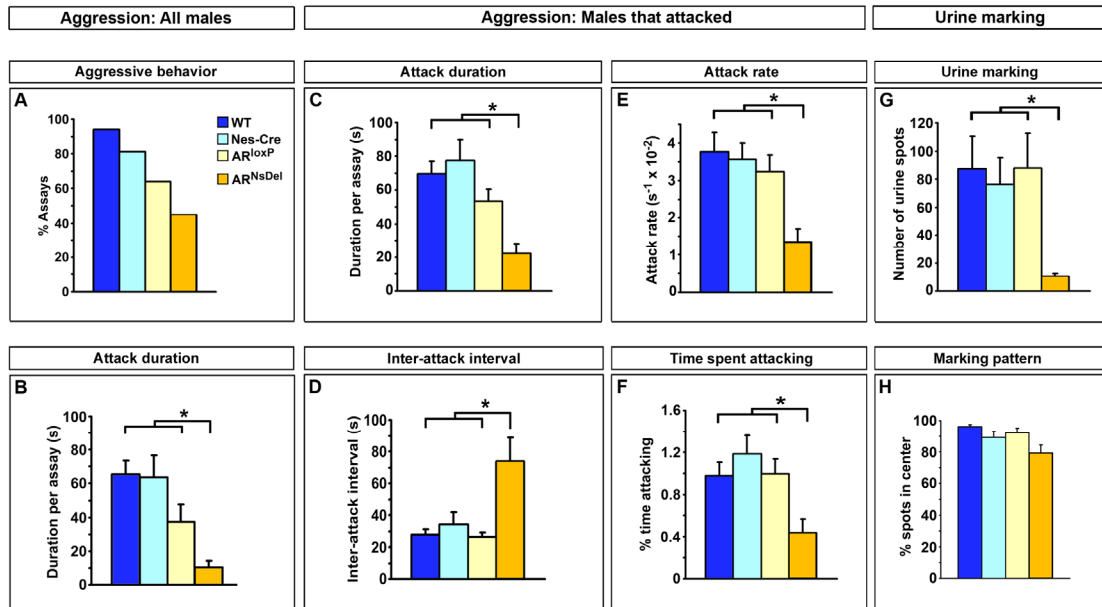 Aggression: All males
Aggression: Males that attacked
Urine marking
Aggressive behavior
A
% Assays
100
80
60
40
20
0
WT
Nes-Cre
AR^loxP
AR^NsDel
Attack duration
C
Duration per assay (s)
100
80
60
40
20
0
*
Attack rate
E
Attack rate (s⁻¹ x 10⁻²)
4
2
0
*
Urine marking
G
Number of urine spots
120
100
80
60
40
20
0
*
Attack duration
B
Duration per assay (s)
100
80
60
40
20
0
*
Inter-attack interval
D
Inter-attack interval (s)
100
80
60
40
20
0
*
Time spent attacking
F
% time attacking
1.6
1.2
0.8
0.4
0
*
Marking pattern
H
% spots in center
100
80
60
40
20
0